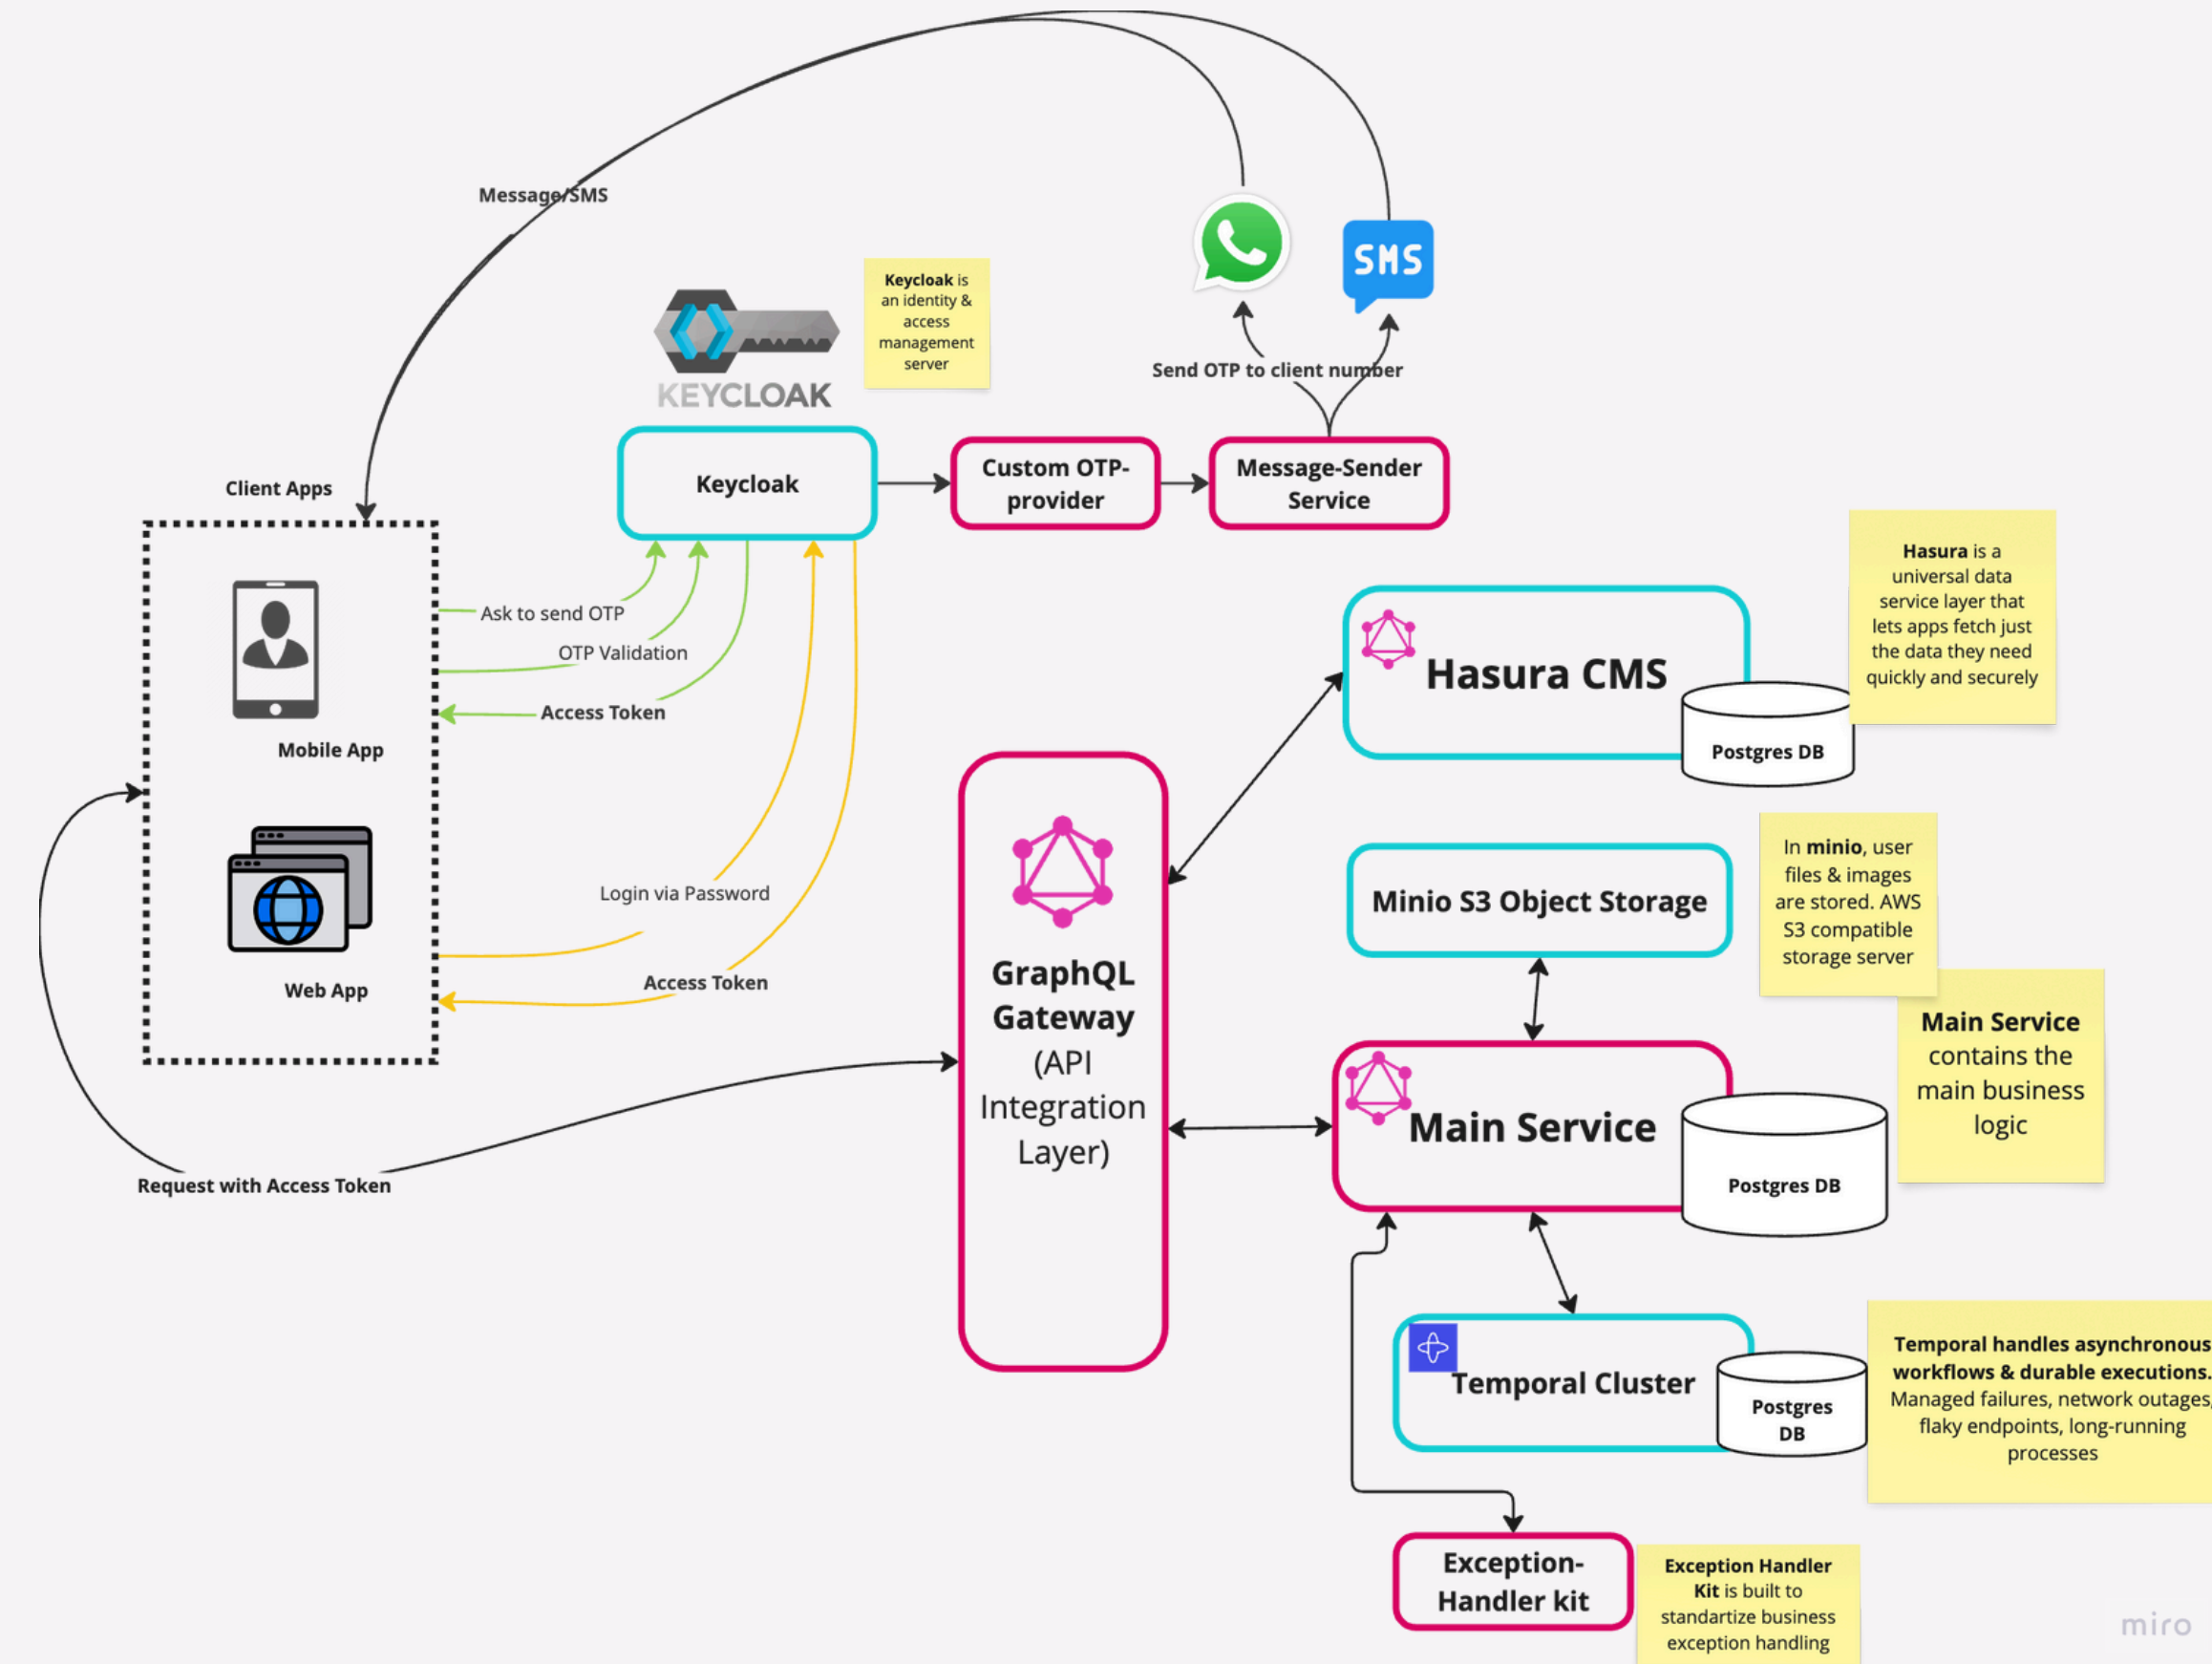 Message/SMS
SMS
Keycloak is
an identity &
access
management
server
KEYCLOAK
Send OTP to client number
Client Apps
Keycloak
Custom OTP-
provider
Message-Sender
Service
Ask to send OTP
OTP Validation
Access Token
Mobile App
Login via Password
Access Token
Web App
Request with Access Token
GraphQL
Gateway
(API
Integration
Layer)
Hasura CMS
Postgres DB
Hasura is a
universal data
service layer that
lets apps fetch just
the data they need
quickly and securely
Minio S3 Object Storage
In minio, user
files & images
are stored. AWS
S3 compatible
storage server
Main Service
Postgres DB
Main Service
contains the
main business
logic
Temporal Cluster
Postgres
DB
Temporal handles asynchronous
workflows & durable executions.
Managed failures, network outages,
flaky endpoints, long-running
processes
Exception-
Handler kit
Exception Handler
Kit is built to
standartize business
exception handling
miro